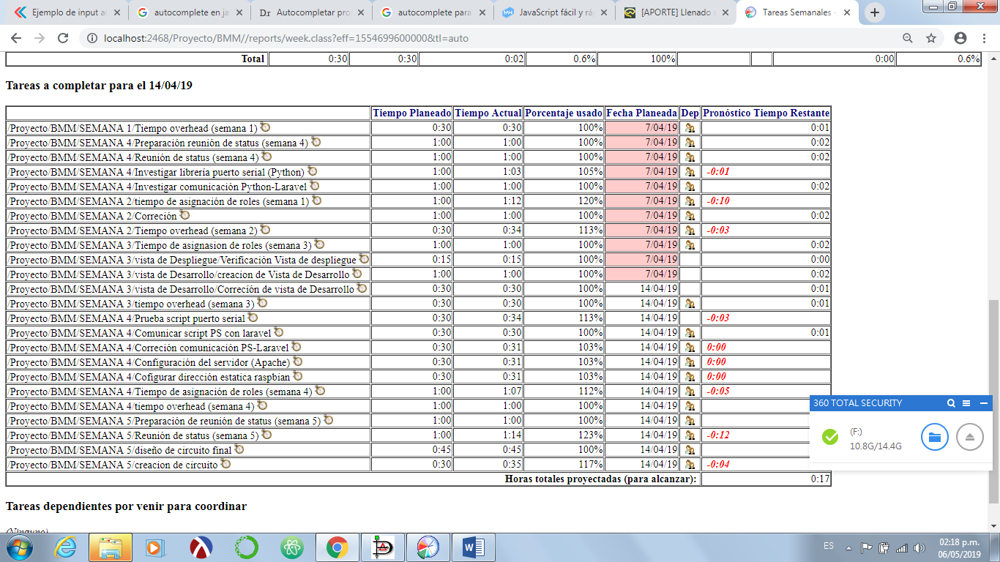 Ejemplo de input au
autocomplete en ja
Dr Autocompletar pro
autocomplete para
JavaScript fácil y rá
[APORTE] Llenado
Tareas Semanales -
localhost:2468/Proyecto/BMM//reports/week.class?eff=1554699600000&tl=auto
Total 0:30 0:30 0:02 0.6% 100% 0:00 0.6%
Tareas a completar para el 14/04/19
Tiempo Planeado Tiempo Actual Porcentaje usado Fecha Planeada Dep Pronóstico Tiempo Restante
/Proyecto/BMM/SEMANA 1/Tiempo overhead (semana 1) 0:30 0:30 100% 7/04/19 0:01
/Proyecto/BMM/SEMANA 4/Preparación reunión de status (semana 4) 1:00 1:00 100% 7/04/19 0:02
/Proyecto/BMM/SEMANA 4/Reunión de status (semana 4) 1:00 1:00 100% 7/04/19 0:02
/Proyecto/BMM/SEMANA 4/Investigar librería puerto serial (Python) 1:00 1:03 105% 7/04/19 -0:01
/Proyecto/BMM/SEMANA 4/Investigar comunicación Python-Laravel 1:00 1:00 100% 7/04/19 0:02
/Proyecto/BMM/SEMANA 2/tiempo de asignación de roles (semana 1) 1:00 1:12 120% 7/04/19 -0:10
/Proyecto/BMM/SEMANA 2/Correción 1:00 1:00 100% 7/04/19 0:02
/Proyecto/BMM/SEMANA 2/Tiempo overhead (semana 2) 0:30 0:34 113% 7/04/19 -0:03
/Proyecto/BMM/SEMANA 3/Tiempo de asignasion de roles (semana 3) 1:00 1:00 100% 7/04/19 0:02
/Proyecto/BMM/SEMANA 3/vista de Despliegue/Verificación Vista de despliegue 0:15 0:15 100% 7/04/19 0:00
/Proyecto/BMM/SEMANA 3/vista de Desarrollo/creacion de Vista de Desarrollo 1:00 1:00 100% 7/04/19 0:02
/Proyecto/BMM/SEMANA 3/vista de Desarrollo/Correción de vista de Desarrollo 0:30 0:30 100% 14/04/19 0:01
/Proyecto/BMM/SEMANA 3/tiempo overhead (semana 3) 0:30 0:30 100% 14/04/19 0:01
/Proyecto/BMM/SEMANA 4/Prueba script puerto serial 0:30 0:34 113% 14/04/19 -0:03
/Proyecto/BMM/SEMANA 4/Comunicar script PS con laravel 0:30 0:30 100% 14/04/19 0:01
/Proyecto/BMM/SEMANA 4/Correción comunicación PS-Laravel 0:30 0:31 103% 14/04/19 0:00
/Proyecto/BMM/SEMANA 4/Configuración del servidor (Apache) 0:30 0:31 103% 14/04/19 0:00
/Proyecto/BMM/SEMANA 4/Cofigurar dirección estatica raspbian 0:30 0:31 103% 14/04/19 0:00
/Proyecto/BMM/SEMANA 4/Tiempo de asignación de roles (semana 4) 1:00 1:07 112% 14/04/19 -0:05
/Proyecto/BMM/SEMANA 4/tiempo overhead (semana 4) 1:00 1:00 100% 14/04/19
/Proyecto/BMM/SEMANA 5/Preparación de reunión de status (semana 5) 1:00 1:00 100% 14/04/19
/Proyecto/BMM/SEMANA 5/Reunión de status (semana 5) 1:00 1:14 123% 14/04/19 -0:12
/Proyecto/BMM/SEMANA 5/diseño de circuito final 0:45 0:45 100% 14/04/19
/Proyecto/BMM/SEMANA 5/creacion de circuito 0:30 0:35 117% 14/04/19 -0:04
Horas totales proyectadas (para alcanzar): 0:17
360 TOTAL SECURITY
(F:)
10.8G/14.4G
Tareas dependientes por venir para coordinar
(Ninguno)
ES
02:18 p.m.
06/05/2019